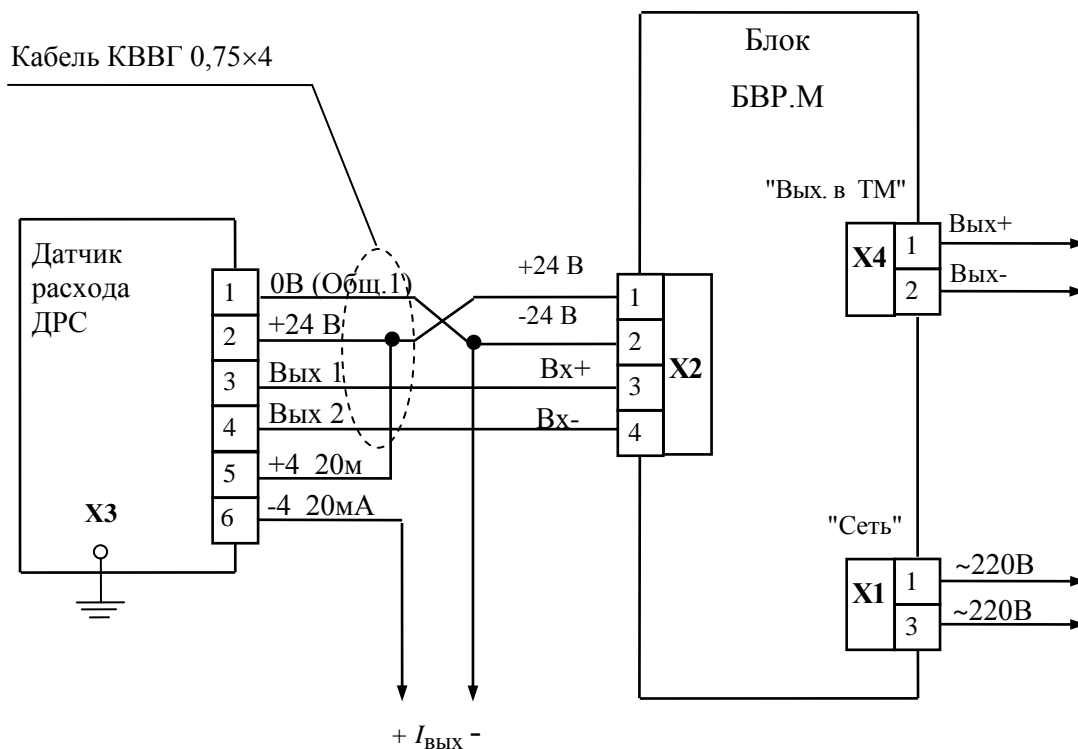 Кабель КВВГ 0,75×4
Блок
БВР.М
"Вых. в ТМ"
X4
1
2
Вых+
Вых-
Датчик
расхода
ДРС
X3
1
2
3
4
5
6
0В (Общ.1)
+24 В
Вых 1
Вых 2
+4 20м
-4 20мА
+24 В
-24 В
Вх+
Вх-
1
2
3
4
X2
"Сеть"
X1
1
3
~220В
~220В
+ Iвых -